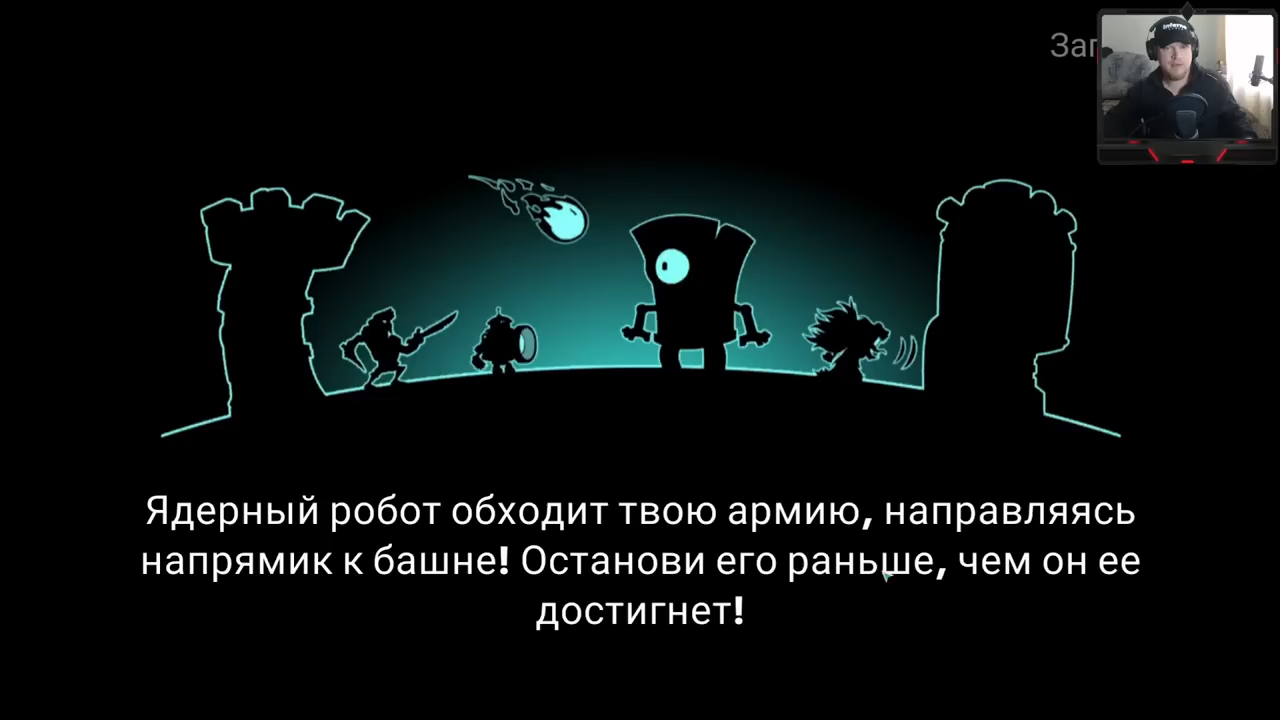 Ядерный робот обходит твою армию, направляясь
напрямик к башне! Останови его раньше, чем он ее
достигнет!